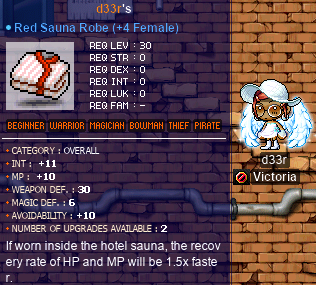 d33r's
Red Sauna Robe (+4 Female)
REQ LEV : 30
REQ STR : 0
REQ DEX : 0
REQ INT : 0
REQ LUK : 0
REQ FAM : -
BEGINNER WARRIOR MAGICIAN BOWMAN THIEF PIRATE
CATEGORY : OVERALL
INT : +11
MP : +10
WEAPON DEF. : 30
MAGIC DEF. : 6
AVOIDABILITY : +10
NUMBER OF UPGRADES AVAILABLE : 2
If worn inside the hotel sauna, the recov
ery rate of HP and MP will be 1.5x faste
r.
d33r
Victoria